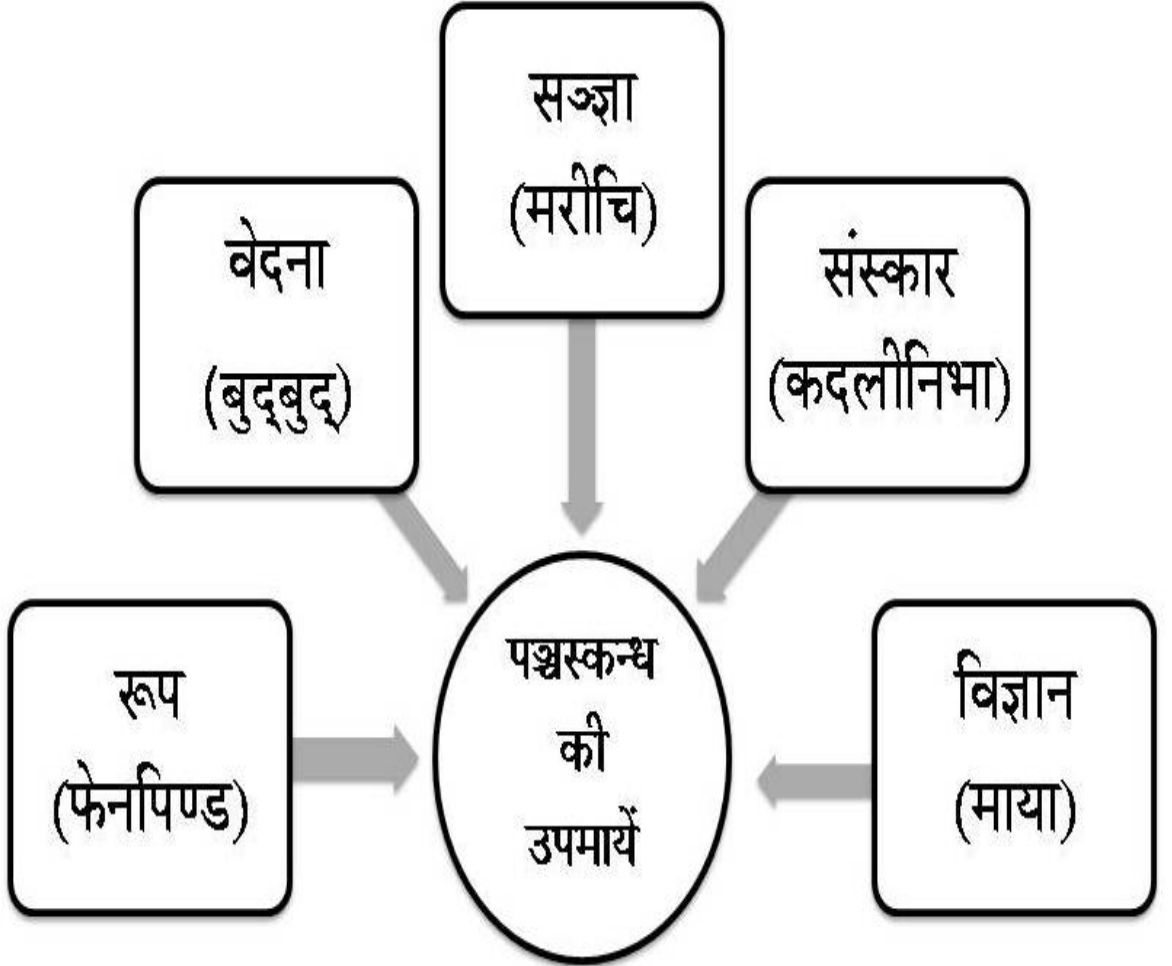 सञ्ज्ञा
(मरीचि)
वेदना
(बुद्‌बुद्)
संस्कार
(कदलीनिभा)
रूप
(फेनपिण्ड)
पञ्चस्कन्ध
की
उपमायें
विज्ञान
(माया)